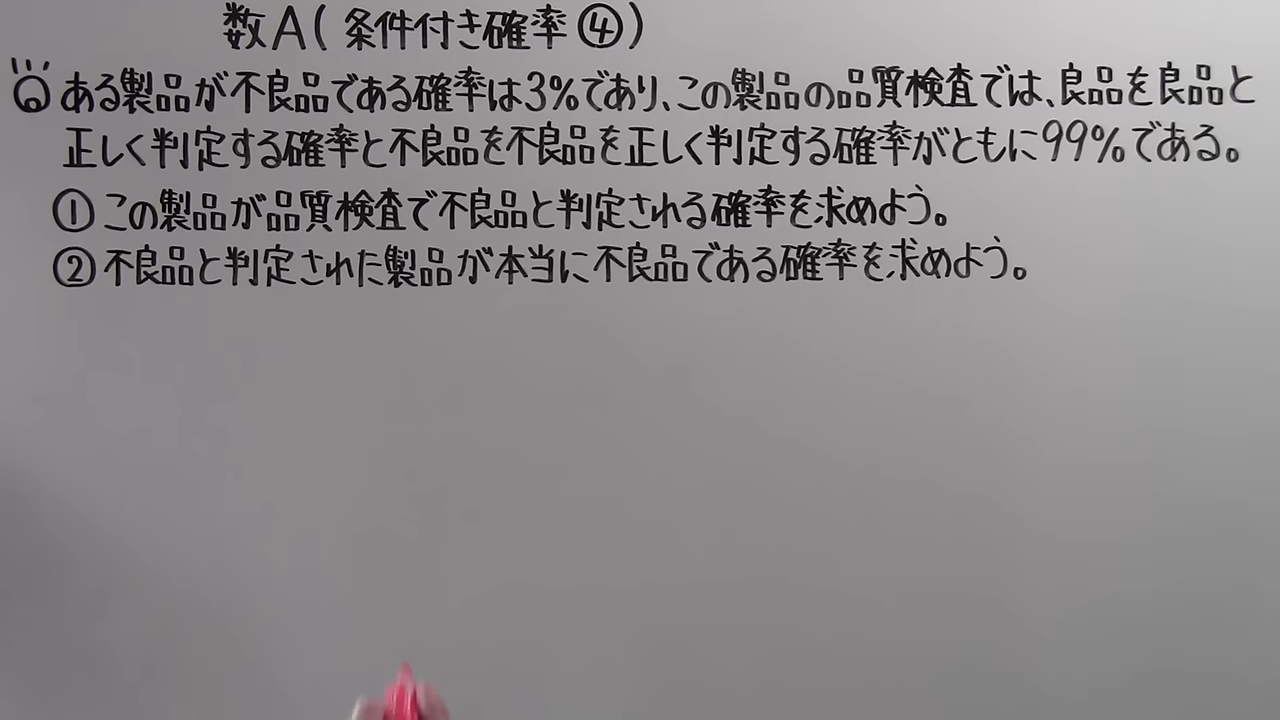 数A(条件付き確率④)
ある製品が不良品である確率は3%であり、この製品の品質検査では、良品を良品と
正しく判定する確率と不良品を不良品を正しく判定する確率がともに99%である。
①この製品が品質検査で不良品と判定される確率を求めよう。
②不良品と判定された製品が本当に不良品である確率を求めよう。